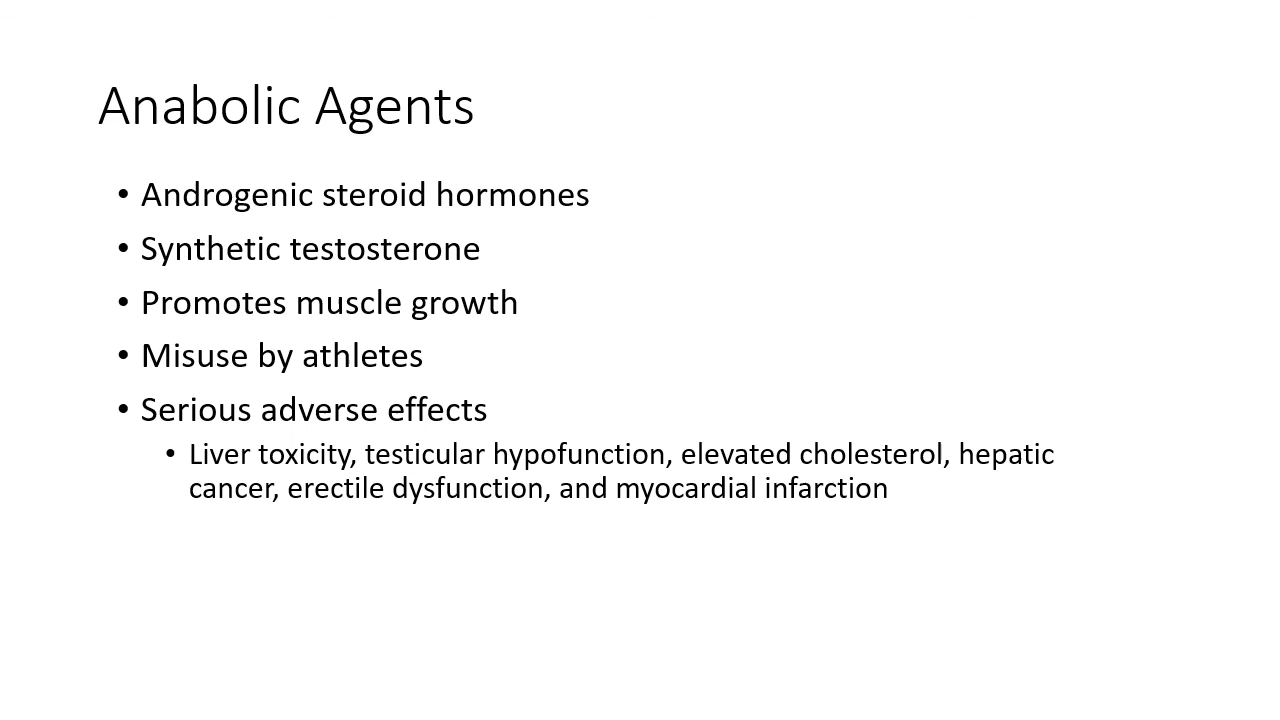 Anabolic Agents
• Androgenic steroid hormones
• Synthetic testosterone
• Promotes muscle growth
• Misuse by athletes
• Serious adverse effects
• Liver toxicity, testicular hypofunction, elevated cholesterol, hepatic
cancer, erectile dysfunction, and myocardial infarction